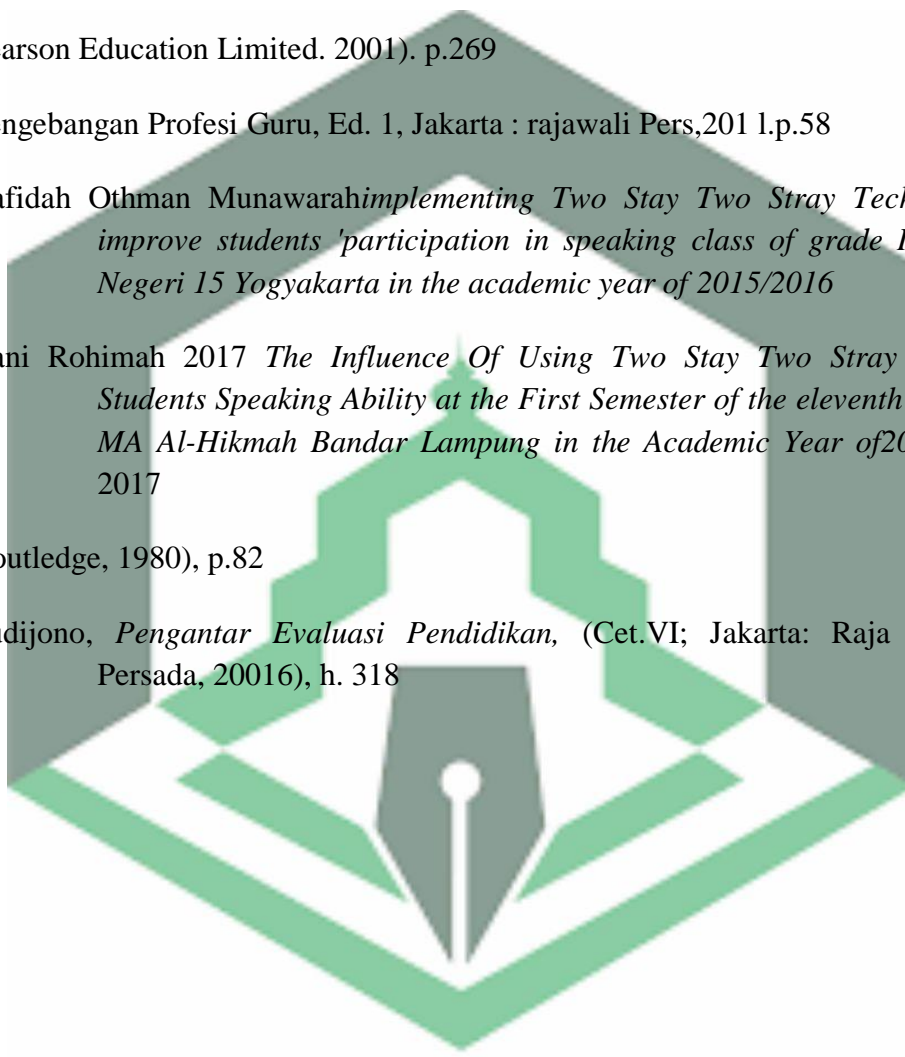 earson Education Limited. 2001). p.269
engebangan Profesi Guru, Ed. 1, Jakarta : rajawali Pers,201 l.p.58
afidah Othman Munawarahimplementing Two Stay Two Stray Tech
improve students 'participation in speaking class of grade
Negeri 15 Yogyakarta in the academic year of 2015/2016
ani Rohimah 2017 The Influence Of Using Two Stay Two Stray
Students Speaking Ability at the First Semester of the eleventh
MA Al-Hikmah Bandar Lampung in the Academic Year of20
2017
outledge, 1980), p.82
udijono, Pengantar Evaluasi Pendidikan, (Cet.VI; Jakarta: Raja
Persada, 20016), h. 318